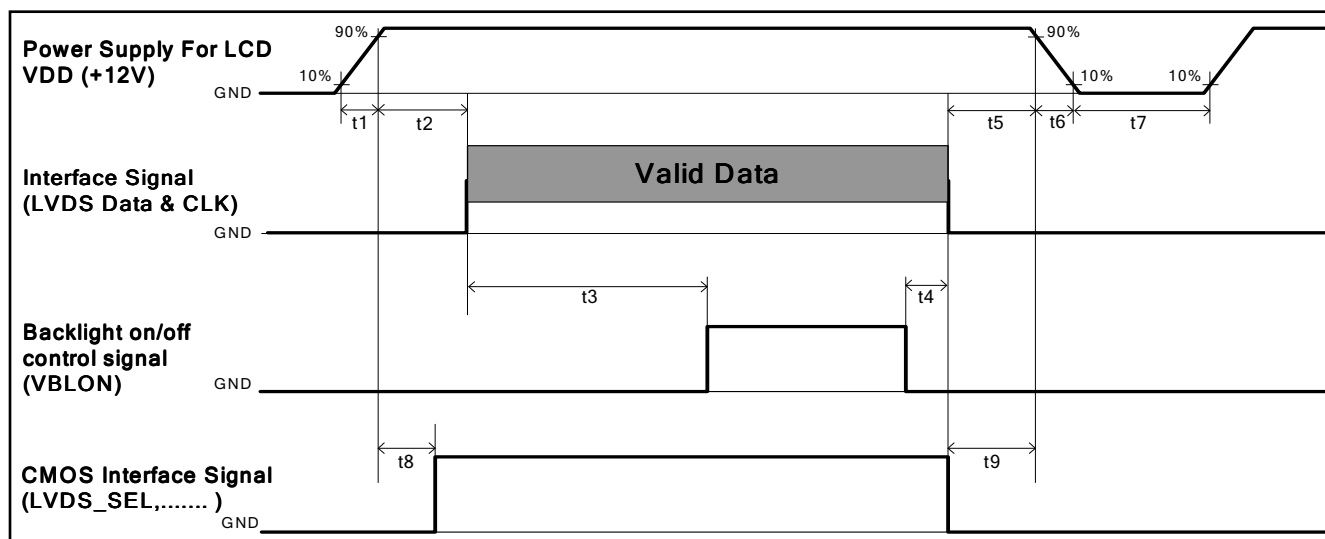 90%
90%
Power Supply For LCD
VDD (+12V)
10%
10%
10%
GND
t1
t2
t5
t6
t7
Valid Data
Interface Signal
(LVDS Data & CLK)
GND
t3
t4
Backlight on/off
control signal
(VBLON)
GND
t8
t9
CMOS Interface Signal
(LVDS_SEL,....... )
GND